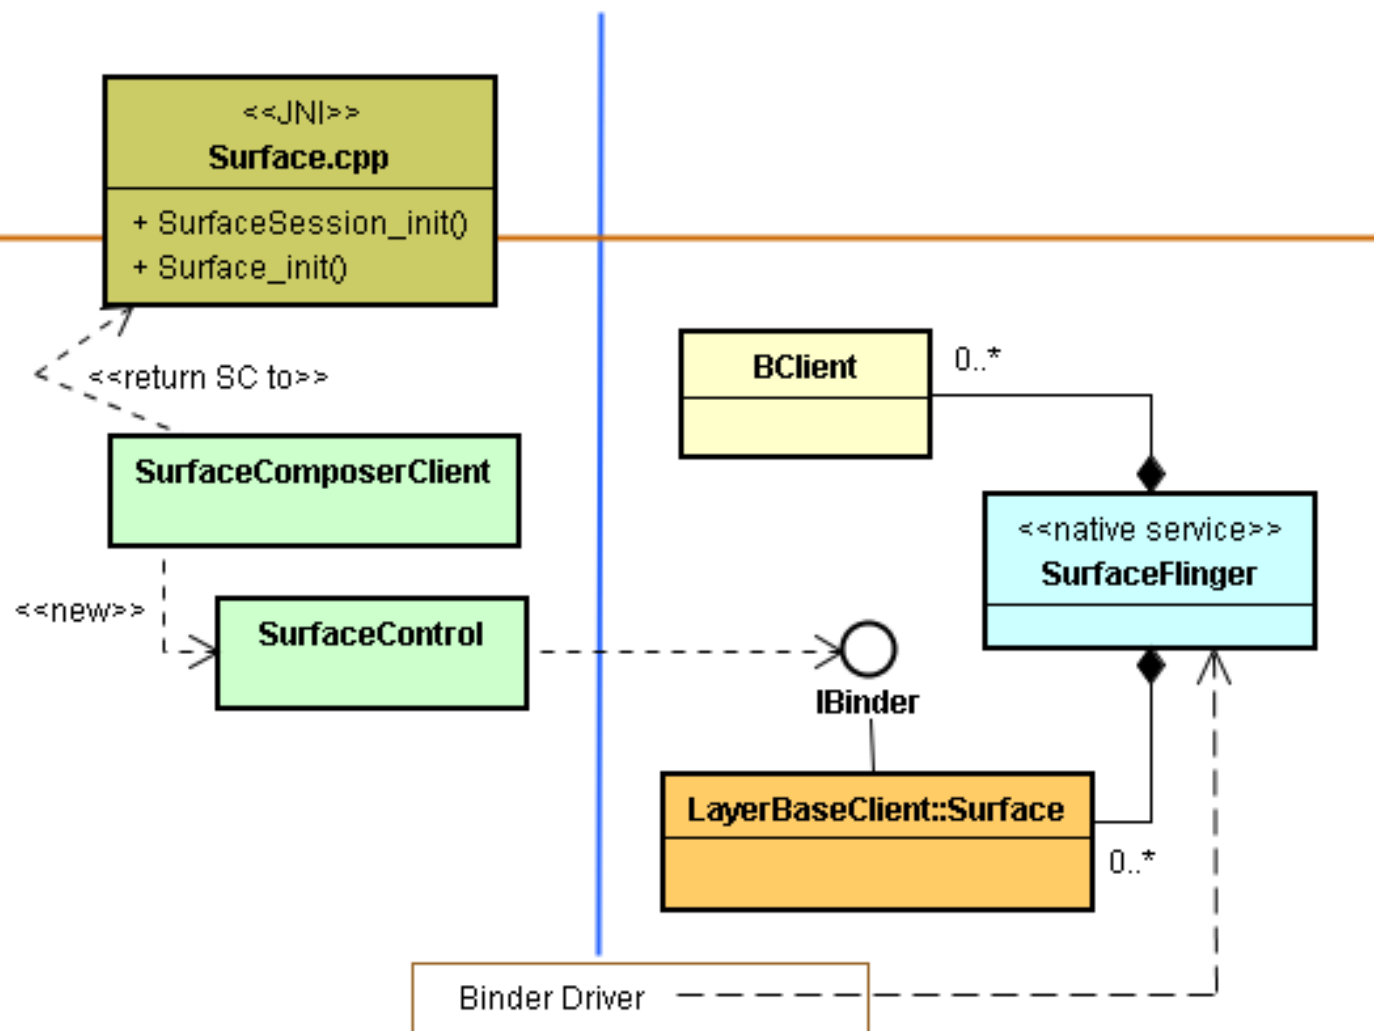 <<JNI>>
Surface.cpp
+ SurfaceSession_init()
+ Surface_init()
<<return SC to>>
BClient
0..*
SurfaceComposerClient
<<native service>>
SurfaceFlinger
<<new>>
SurfaceControl
IBinder
LayerBaseClient::Surface
0..*
Binder Driver